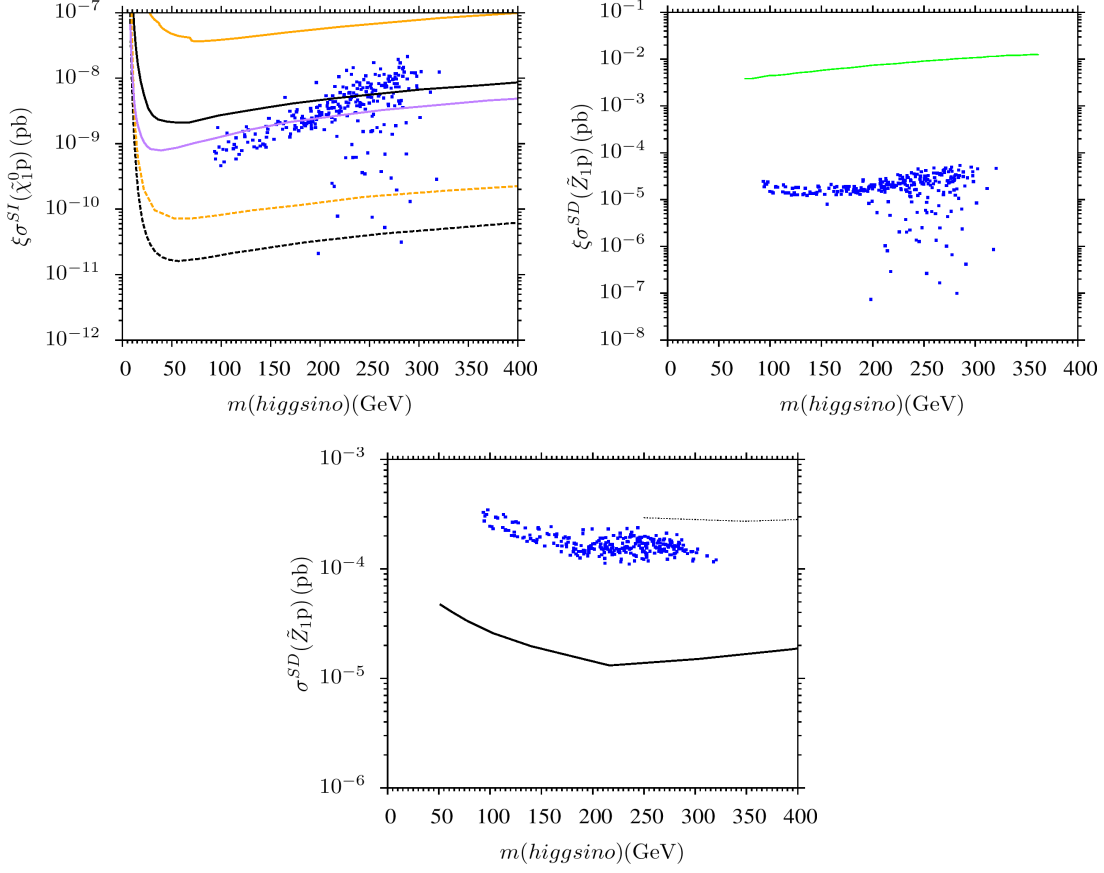 10⁻⁷
10⁻⁸
10⁻⁹
10⁻¹⁰
10⁻¹¹
10⁻¹²
ξσ^{SI}(χ̃₁⁰p) (pb)
0 50 100 150 200 250 300 350 400
m(higgsino)(GeV)
10⁻¹
10⁻²
10⁻³
10⁻⁴
10⁻⁵
10⁻⁶
10⁻⁷
10⁻⁸
ξσ^{SD}(Z̃₁p) (pb)
0 50 100 150 200 250 300 350 400
m(higgsino)(GeV)
10⁻³
10⁻⁴
10⁻⁵
10⁻⁶
σ^{SD}(Z̃₁p) (pb)
0 50 100 150 200 250 300 350 400
m(higgsino)(GeV)